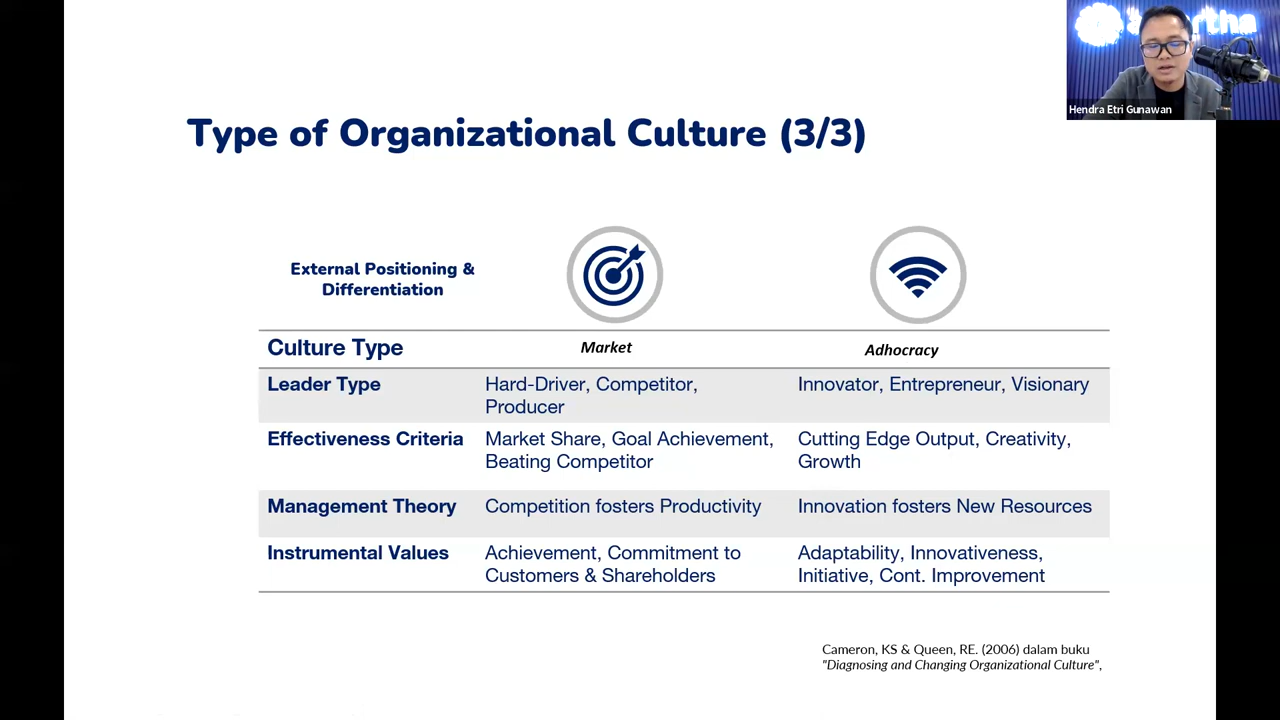 Hendra Etri Gunawan
Type of Organizational Culture (3/3)
External Positioning &
Differentiation
Culture Type Market Adhocracy
Leader Type Hard-Driver, Competitor, Innovator, Entrepreneur, Visionary
Producer
Effectiveness Criteria Market Share, Goal Achievement, Cutting Edge Output, Creativity,
Beating Competitor Growth
Management Theory Competition fosters Productivity Innovation fosters New Resources
Instrumental Values Achievement, Commitment to Adaptability, Innovativeness,
Customers & Shareholders Initiative, Cont. Improvement
Cameron, KS & Queen, RE. (2006) dalam buku
"Diagnosing and Changing Organizational Culture",